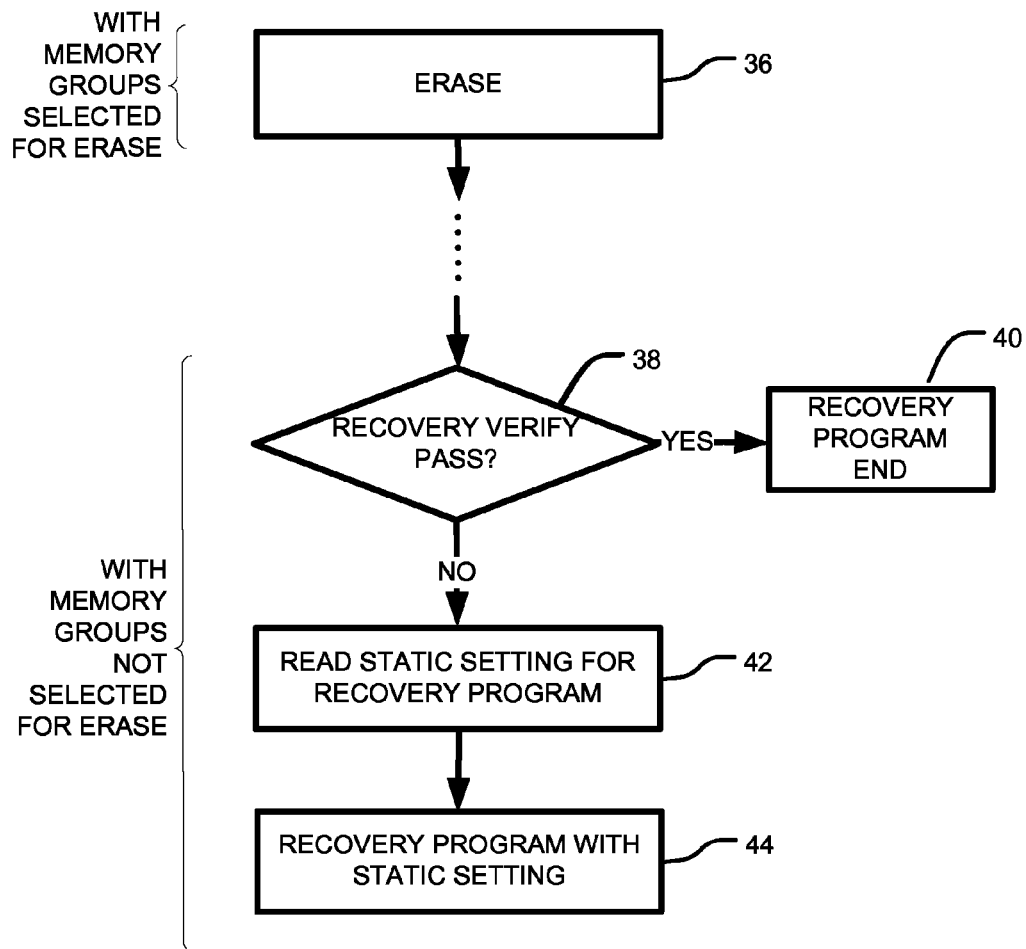 WITH
MEMORY
GROUPS
SELECTED
FOR ERASE
ERASE
36
RECOVERY VERIFY
PASS?
38
YES
RECOVERY
PROGRAM
END
40
NO
WITH
MEMORY
GROUPS
NOT
SELECTED
FOR ERASE
READ STATIC SETTING FOR
RECOVERY PROGRAM
42
RECOVERY PROGRAM WITH
STATIC SETTING
44